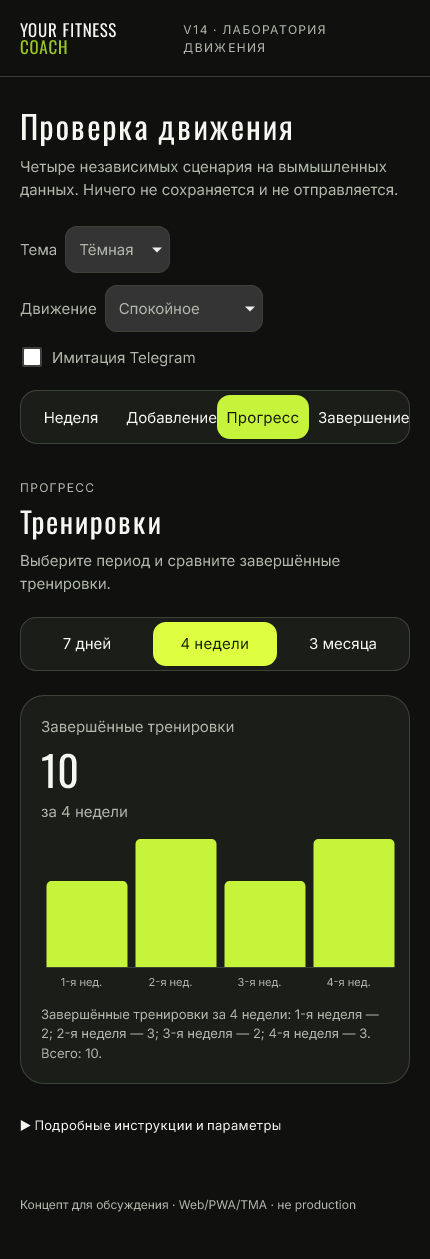 YOUR FITNESS
COACH
V14 · ЛАБОРАТОРИЯ
ДВИЖЕНИЯ
Проверка движения
Четыре независимых сценария на вымышленных
данных. Ничего не сохраняется и не отправляется.
Тема Тёмная
Движение Спокойное
Имитация Telegram
Неделя Добавление Прогресс Завершение
ПРОГРЕСС
Тренировки
Выберите период и сравните завершённые
тренировки.
7 дней 4 недели 3 месяца
Завершённые тренировки
10
за 4 недели
1-я нед. 2-я нед. 3-я нед. 4-я нед.
Завершённые тренировки за 4 недели: 1-я неделя —
2; 2-я неделя — 3; 3-я неделя — 2; 4-я неделя — 3.
Всего: 10.
▶ Подробные инструкции и параметры
Концепт для обсуждения · Web/PWA/TMA · не production